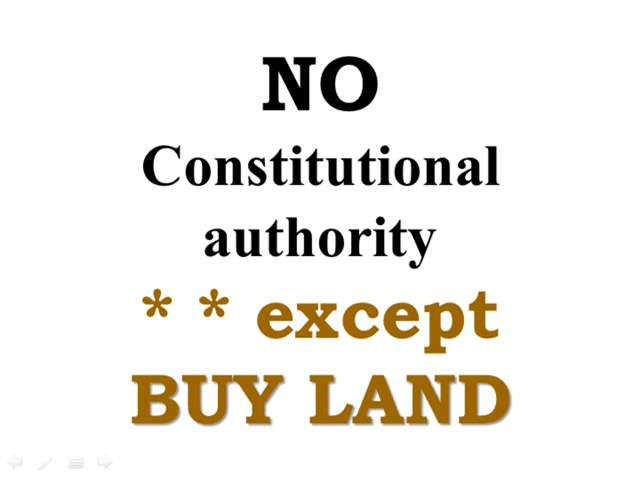 NO
Constitutional
authority
* * except
BUY LAND